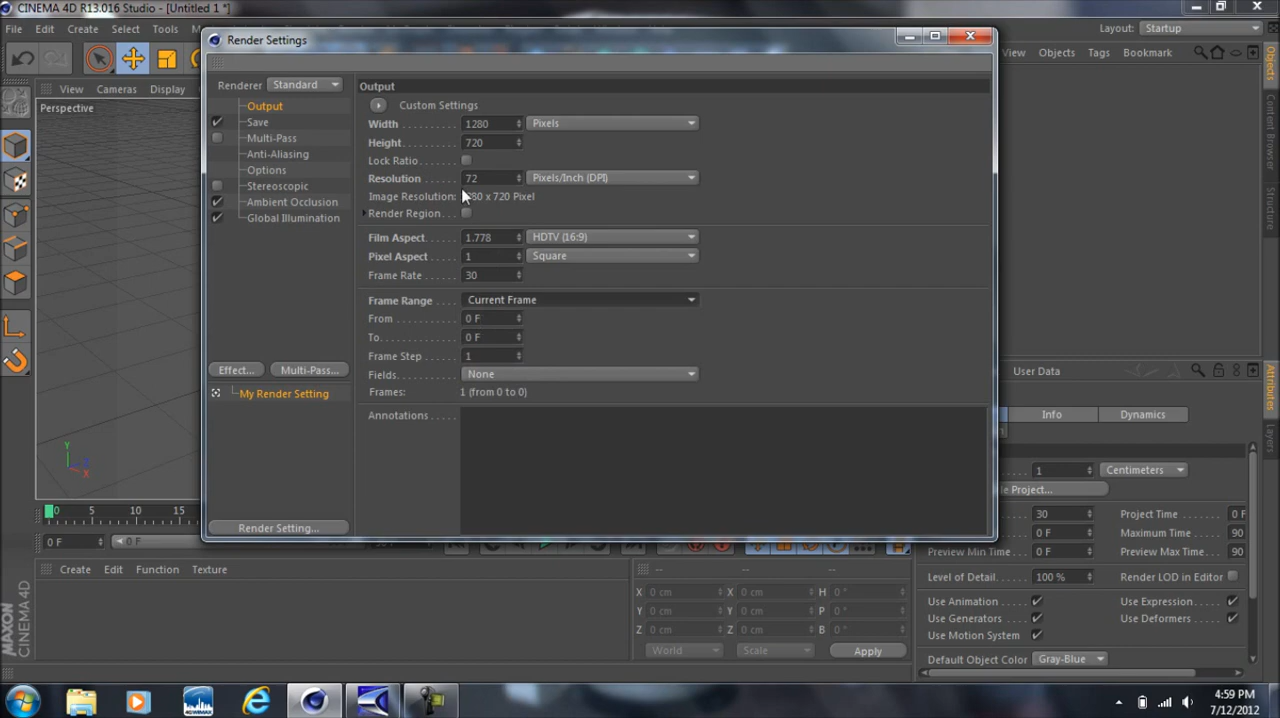 CINEMA 4D R13.016 Studio - [Untitled 1 *]
File Edit Create Select Tools
Layout: Startup
Render Settings
View Objects Tags Bookmark
View Cameras Display
Perspective
Renderer Standard
Output
Save
Multi-Pass
Anti-Aliasing
Options
Stereoscopic
Ambient Occlusion
Global Illumination
Effect... Multi-Pass...
My Render Setting
Render Setting...
Output
Custom Settings
Width 1280 Pixels
Height 720
Lock Ratio
Resolution 72 Pixels/Inch (DPI)
Image Resolution: 80 x 720 Pixel
Render Region
Film Aspect 1.778 HDTV (16:9)
Pixel Aspect 1 Square
Frame Rate 30
Frame Range Current Frame
From 0 F
To 0 F
Frame Step 1
Fields None
Frames: 1 (from 0 to 0)
Annotations
Objects
Content Browser
Structure
Attributes
Layers
User Data
Info Dynamics
1 Centimeters
Project...
30 Project Time 0 F
0 F Maximum Time 90
Preview Min Time 0 F Preview Max Time 90
Level of Detail 100 % Render LOD in Editor
Use Animation Use Expression
Use Generators Use Deformers
Use Motion System
Default Object Color Gray-Blue
Y
Z
X
0 5 10 15
0 F 0 F
Create Edit Function Texture
-- -- --
X 0 cm X 0 cm H 0 °
Y 0 cm Y 0 cm P 0 °
Z 0 cm Z 0 cm B 0 °
World Scale Apply
MAXON
CINEMA 4D
4:59 PM
7/12/2012